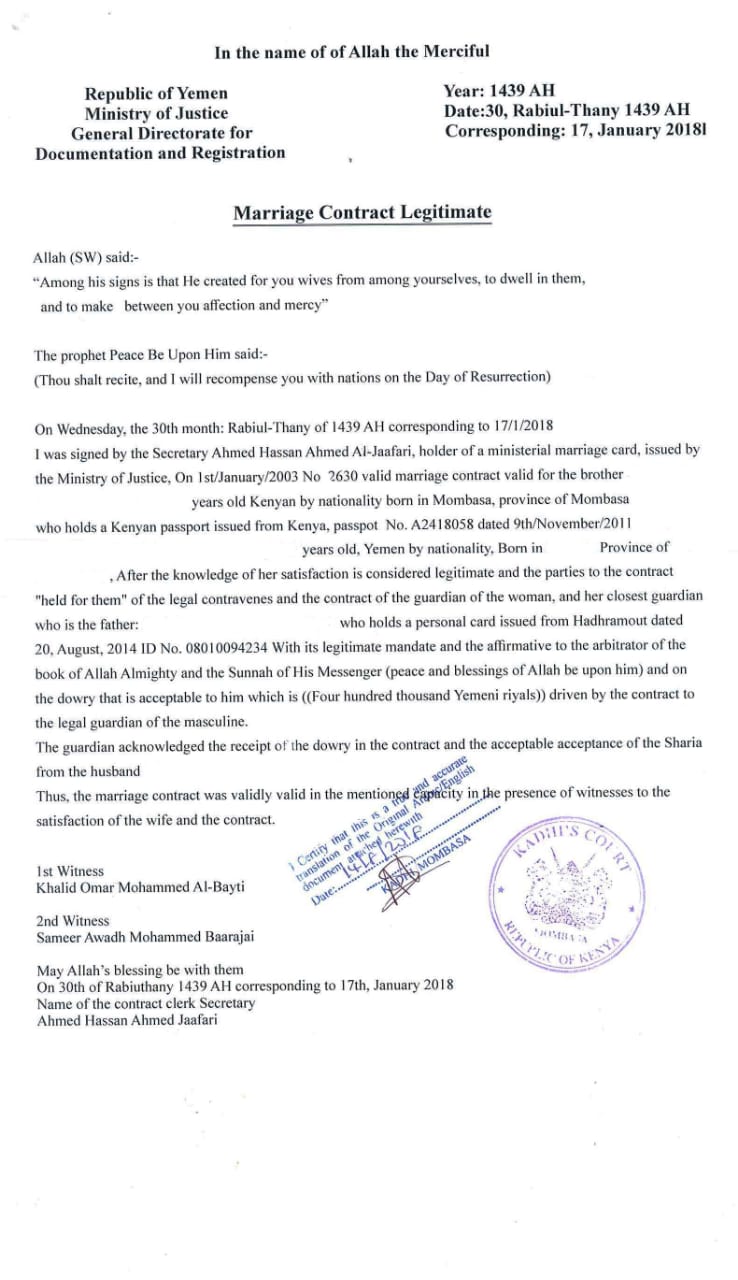 In the name of of Allah the Merciful
Republic of Yemen
Ministry of Justice
General Directorate for
Documentation and Registration
Year: 1439 AH
Date:30, Rabiul-Thany 1439 AH
Corresponding: 17, January 2018l
Marriage Contract Legitimate
Allah (SW) said:-
“Among his signs is that He created for you wives from among yourselves, to dwell in them,
and to make between you affection and mercy”
The prophet Peace Be Upon Him said:-
(Thou shalt recite, and I will recompense you with nations on the Day of Resurrection)
On Wednesday, the 30th month: Rabiul-Thany of 1439 AH corresponding to 17/1/2018
I was signed by the Secretary Ahmed Hassan Ahmed Al-Jaafari, holder of a ministerial marriage card, issued by
the Ministry of Justice, On 1st/January/2003 No 2630 valid marriage contract valid for the brother
years old Kenyan by nationality born in Mombasa, province of Mombasa
who holds a Kenyan passport issued from Kenya, passpot No. A2418058 dated 9th/November/2011
years old, Yemen by nationality, Born in Province of
, After the knowledge of her satisfaction is considered legitimate and the parties to the contract
"held for them" of the legal contravenes and the contract of the guardian of the woman, and her closest guardian
who is the father: who holds a personal card issued from Hadhramout dated
20, August, 2014 ID No. 08010094234 With its legitimate mandate and the affirmative to the arbitrator of the
book of Allah Almighty and the Sunnah of His Messenger (peace and blessings of Allah be upon him) and on
the dowry that is acceptable to him which is ((Four hundred thousand Yemeni riyals)) driven by the contract to
the legal guardian of the masculine.
The guardian acknowledged the receipt of the dowry in the contract and the acceptable acceptance of the Sharia
from the husband
Thus, the marriage contract was validly valid in the mentioned capacity in the presence of witnesses to the
satisfaction of the wife and the contract.
I Certify that this is a true and accurate
translation of the Original Arabic/English
document attached herewith
Date:
KADHI, MOMBASA
KADHI'S COURT
MOMBASA
REPUBLIC OF KENYA
1st Witness
Khalid Omar Mohammed Al-Bayti
2nd Witness
Sameer Awadh Mohammed Baarajai
May Allah’s blessing be with them
On 30th of Rabiuthany 1439 AH corresponding to 17th, January 2018
Name of the contract clerk Secretary
Ahmed Hassan Ahmed Jaafari